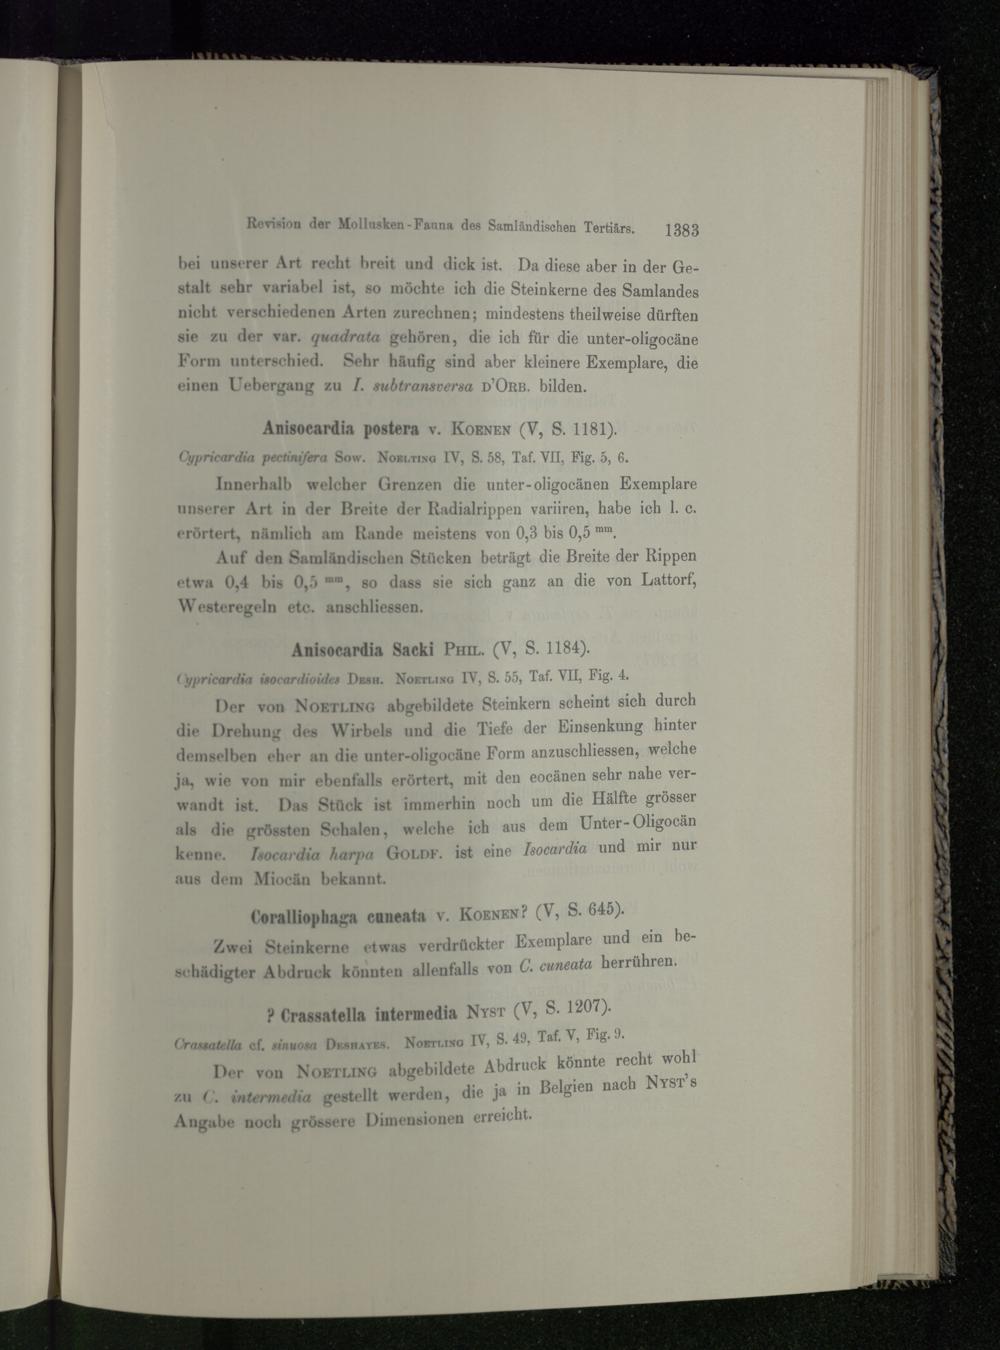 Revision der Mollusken-Fauna des Samländischen Tertiärs. 1383
bei unserer Art recht breit und dick ist. Da diese aber in der Ge-
stalt sehr variabel ist, so möchte ich die Steinkerne des Samlandes
nicht verschiedenen Arten zurechnen; mindestens theilweise dürften
sie zu der var. quadrata gehören, die ich für die unter-oligocäne
Form unterschied. Sehr häufig sind aber kleinere Exemplare, die
einen Uebergang zu I. subtransversa D'ORB. bilden.
Anisocardia postera v. KOENEN (V, S. 1181).
Cypricardia pectinifera Sow. NOELTING IV, S. 58, Taf. VII, Fig. 5, 6.
Innerhalb welcher Grenzen die unter-oligocänen Exemplare
unserer Art in der Breite der Radialrippen variiren, habe ich l. c.
erörtert, nämlich am Rande meistens von 0,3 bis 0,5 mm.
Auf den Samländischen Stücken beträgt die Breite der Rippen
etwa 0,4 bis 0,5 mm, so dass sie sich ganz an die von Lattorf,
Westeregeln etc. anschliessen.
Anisocardia Sacki PHIL. (V, S. 1184).
Cypricardia isocardioides DESH. NOETLING IV, S. 55, Taf. VII, Fig. 4.
Der von NOETLING abgebildete Steinkern scheint sich durch
die Drehung des Wirbels und die Tiefe der Einsenkung hinter
demselben eher an die unter-oligocäne Form anzuschliessen, welche
ja, wie von mir ebenfalls erörtert, mit den eocänen sehr nahe ver-
wandt ist. Das Stück ist immerhin noch um die Hälfte grösser
als die grössten Schalen, welche ich aus dem Unter-Oligocän
kenne. Isocardia harpa GOLDF. ist eine Isocardia und mir nur
aus dem Miocän bekannt.
Coralliophaga cuneata v. KOENEN? (V, S. 645).
Zwei Steinkerne etwas verdrückter Exemplare und ein be-
schädigter Abdruck könnten allenfalls von C. cuneata herrühren.
? Crassatella intermedia NYST (V, S. 1207).
Crassatella cf. sinuosa DESHAYES. NOETLING IV, S. 49, Taf. V, Fig. 9.
Der von NOETLING abgebildete Abdruck könnte recht wohl
zu C. intermedia gestellt werden, die ja in Belgien nach NYST's
Angabe noch grössere Dimensionen erreicht.